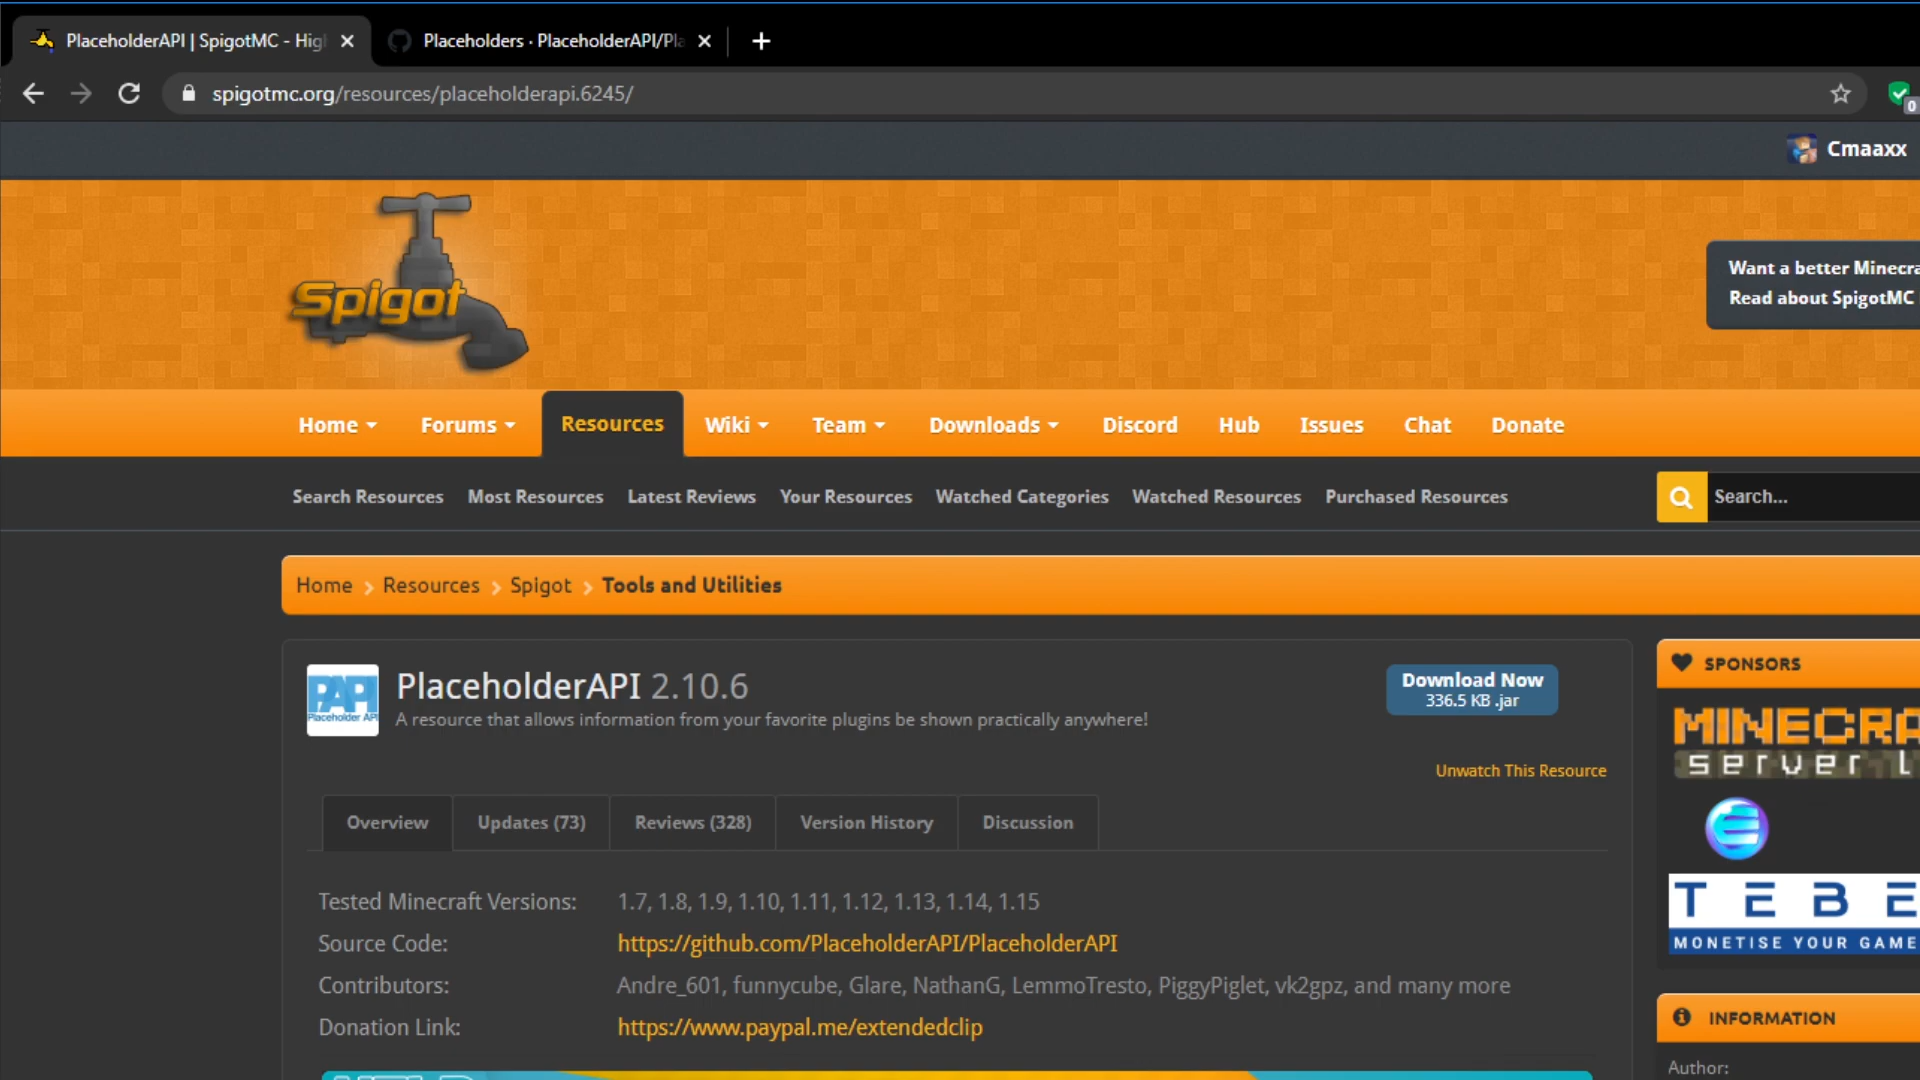 PlaceholderAPI | SpigotMC - High
Placeholders · PlaceholderAPI/Pla
spigotmc.org/resources/placeholderapi.6245/
0
Cmaaxx
Spigot
Want a better Minecra
Read about SpigotMC
Home Forums Resources Wiki Team Downloads Discord Hub Issues Chat Donate
Search Resources Most Resources Latest Reviews Your Resources Watched Categories Watched Resources Purchased Resources
Search...
Home Resources Spigot Tools and Utilities
PAPI
Placeholder API
PlaceholderAPI 2.10.6
A resource that allows information from your favorite plugins be shown practically anywhere!
Download Now
336.5 KB .jar
Unwatch This Resource
Overview Updates (73) Reviews (328) Version History Discussion
Tested Minecraft Versions: 1.7, 1.8, 1.9, 1.10, 1.11, 1.12, 1.13, 1.14, 1.15
Source Code: https://github.com/PlaceholderAPI/PlaceholderAPI
Contributors: Andre_601, funnycube, Glare, NathanG, LemmoTresto, PiggyPiglet, vk2gpz, and many more
Donation Link: https://www.paypal.me/extendedclip
SPONSORS
MINECRA
server l
TEBE
MONETISE YOUR GAME
INFORMATION
Author: